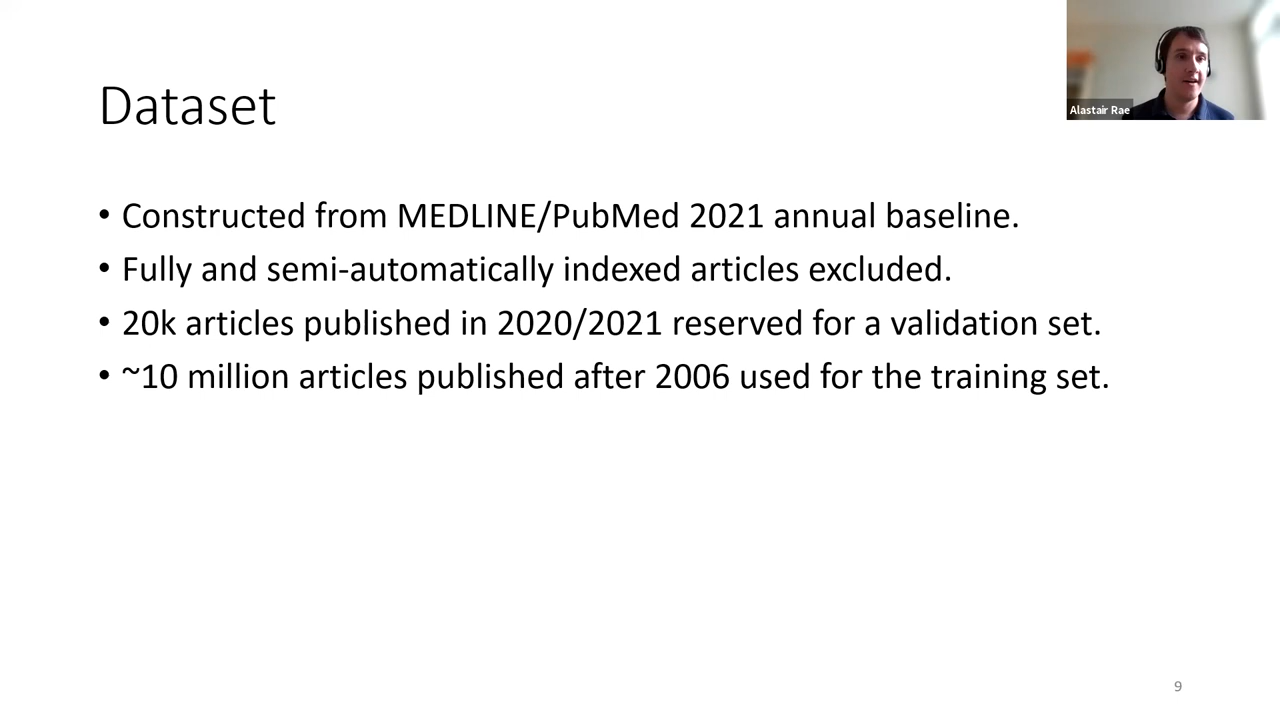 Alastair Rae
Dataset
• Constructed from MEDLINE/PubMed 2021 annual baseline.
• Fully and semi-automatically indexed articles excluded.
• 20k articles published in 2020/2021 reserved for a validation set.
• ~10 million articles published after 2006 used for the training set.
9